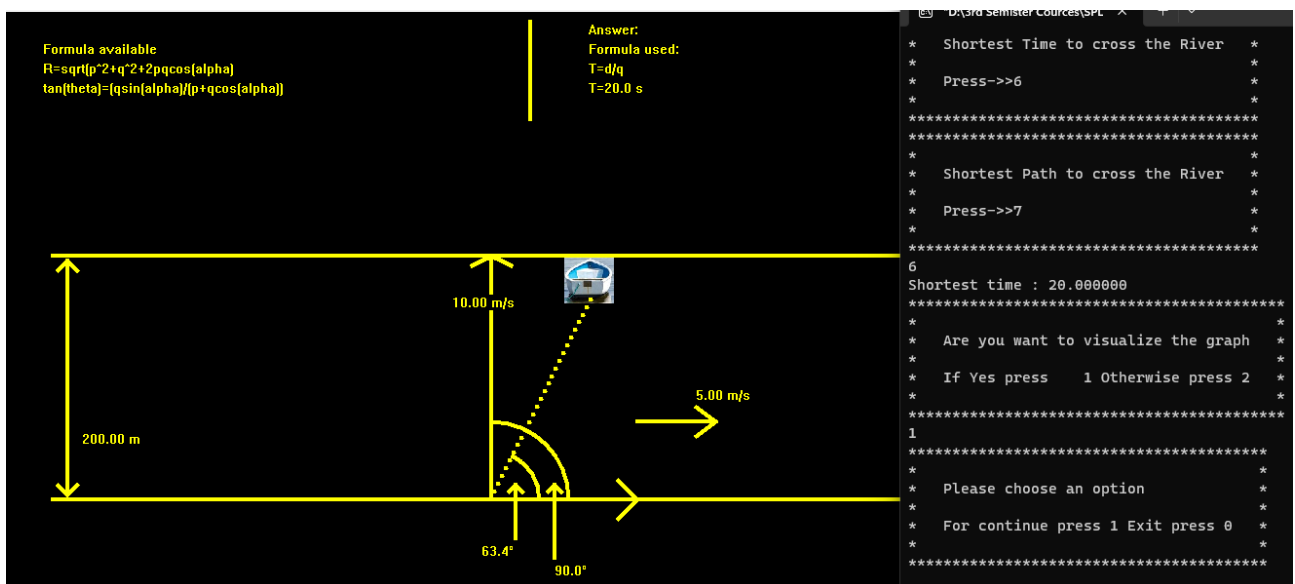 Formula available
R=sqrt(p^2+q^2+2pqcos(alpha)
tan(theta)=(qsin(alpha)/(p+qcos(alpha))
Answer:
Formula used:
T=d/q
T=20.0 s
10.00 m/s
5.00 m/s
200.00 m
63.4°
90.0°
"D:\3rd Semister Cources\SPL
*   Shortest Time to cross the River   *
*                                      *
*   Press->>6                          *
*                                      *
****************************************
****************************************
*                                      *
*   Shortest Path to cross the River   *
*                                      *
*   Press->>7                          *
*                                      *
****************************************
6
Shortest time : 20.000000
*******************************************
*                                         *
*   Are you want to visualize the graph   *
*                                         *
*   If Yes press    1 Otherwise press 2   *
*                                         *
*******************************************
1
*****************************************
*                                       *
*   Please choose an option             *
*                                       *
*   For continue press 1 Exit press 0   *
*                                       *
*****************************************